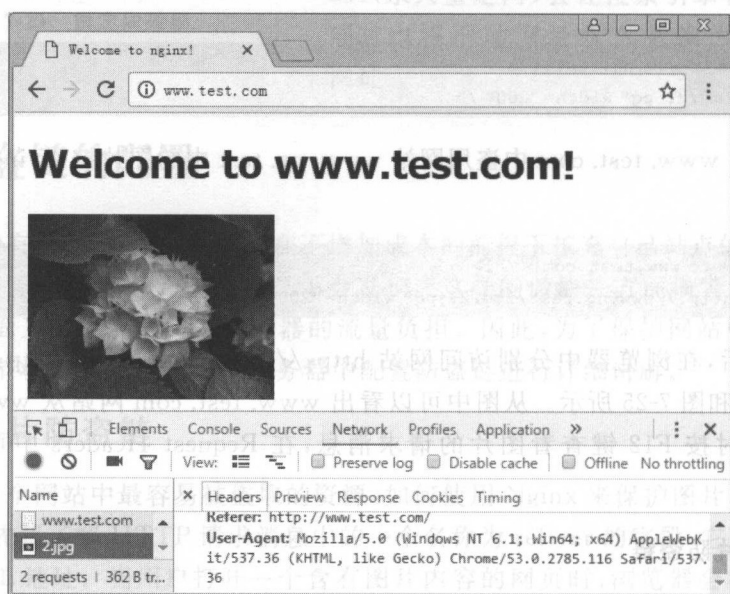 Welcome to nginx!
www.test.com
Welcome to www.test.com!
Elements Console Sources Network Profiles Application »
View: Preserve log Disable cache Offline No throttling
Name
www.test.com
2.jpg
2 requests | 362 B tr...
Headers Preview Response Cookies Timing
Referer: http://www.test.com/
User-Agent: Mozilla/5.0 (Windows NT 6.1; Win64; x64) AppleWebK
it/537.36 (KHTML, like Gecko) Chrome/53.0.2785.116 Safari/537.
36